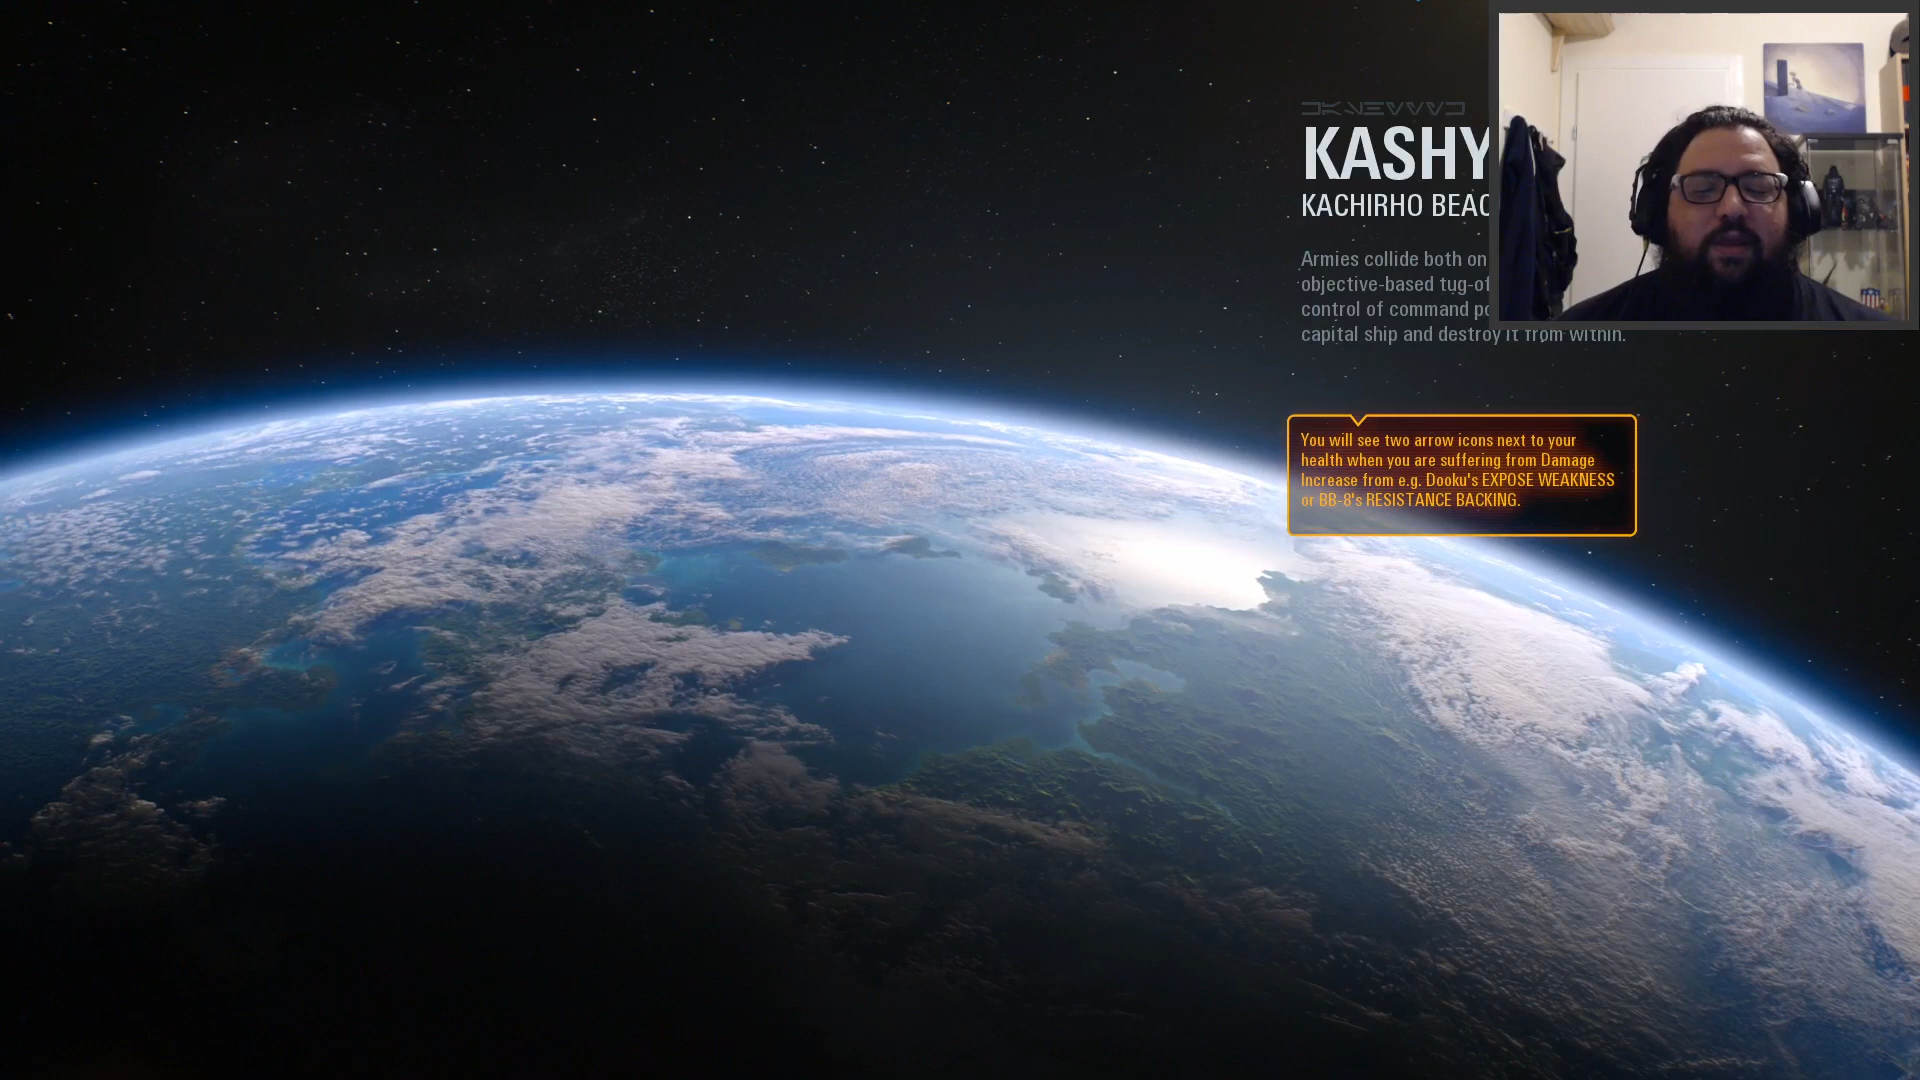 KASHY
KACHIRHO BEAC
Armies collide both on
objective-based tug-of
control of command po
capital ship and destroy it from within.
You will see two arrow icons next to your
health when you are suffering from Damage
Increase from e.g. Dooku's EXPOSE WEAKNESS
or BB-8's RESISTANCE BACKING.